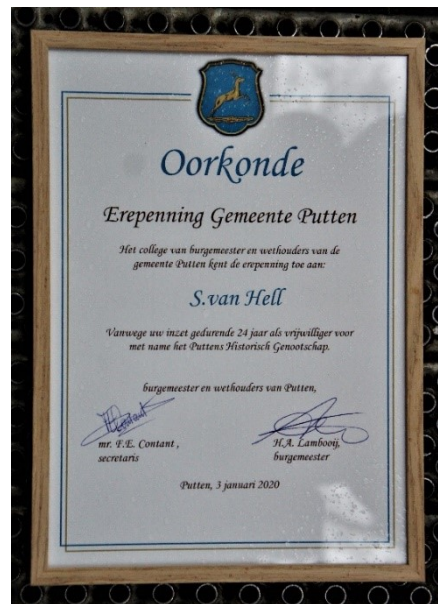 Oorkonde
Erepenning Gemeente Putten
Het college van burgemeester en wethouders van de
gemeente Putten kent de erepenning toe aan:
S.van Hell
Vanwege uw inzet gedurende 24 jaar als vrijwilliger voor
met name het Puttens Historisch Genootschap.
burgemeester en wethouders van Putten,
mr. F.E. Contant ,
secretaris
H.A. Lambooij,
burgemeester
Putten, 3 januari 2020